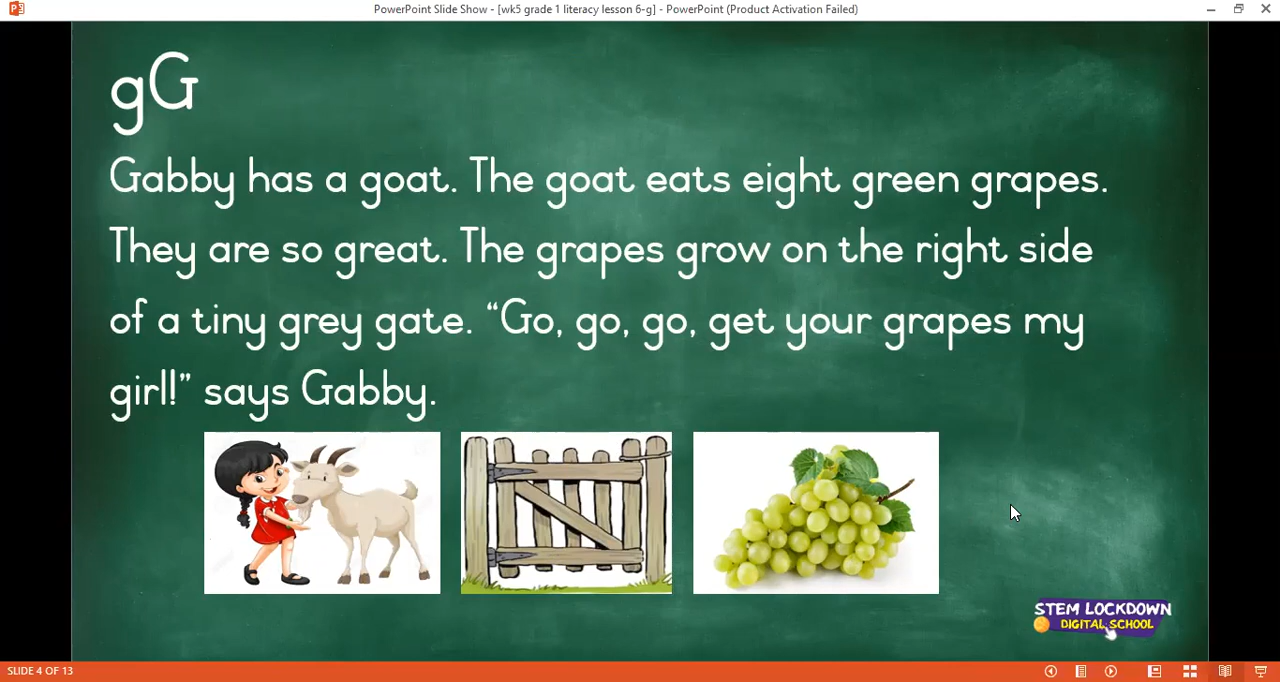 PowerPoint Slide Show - [wk5 grade 1 literacy lesson 6-g] - PowerPoint (Product Activation Failed)
gG
Gabby has a goat. The goat eats eight green grapes.
They are so great. The grapes grow on the right side
of a tiny grey gate. “Go, go, go, get your grapes my
girl!” says Gabby.
STEM LOCKDOWN
DIGITAL SCHOOL
SLIDE 4 OF 13